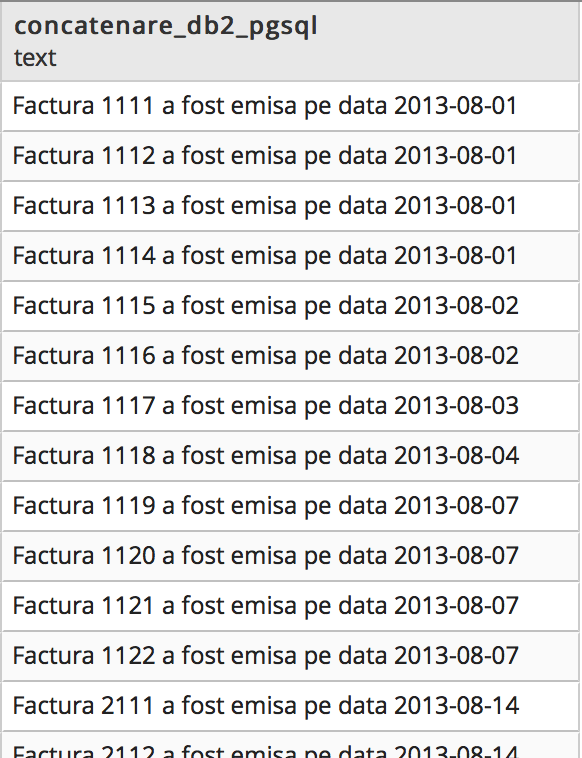 concatenare_db2_pgsql
text
Factura 1111 a fost emisa pe data 2013-08-01
Factura 1112 a fost emisa pe data 2013-08-01
Factura 1113 a fost emisa pe data 2013-08-01
Factura 1114 a fost emisa pe data 2013-08-01
Factura 1115 a fost emisa pe data 2013-08-02
Factura 1116 a fost emisa pe data 2013-08-02
Factura 1117 a fost emisa pe data 2013-08-03
Factura 1118 a fost emisa pe data 2013-08-04
Factura 1119 a fost emisa pe data 2013-08-07
Factura 1120 a fost emisa pe data 2013-08-07
Factura 1121 a fost emisa pe data 2013-08-07
Factura 1122 a fost emisa pe data 2013-08-07
Factura 2111 a fost emisa pe data 2013-08-14
Factura 2112 a fost emisa pe data 2013-08-14